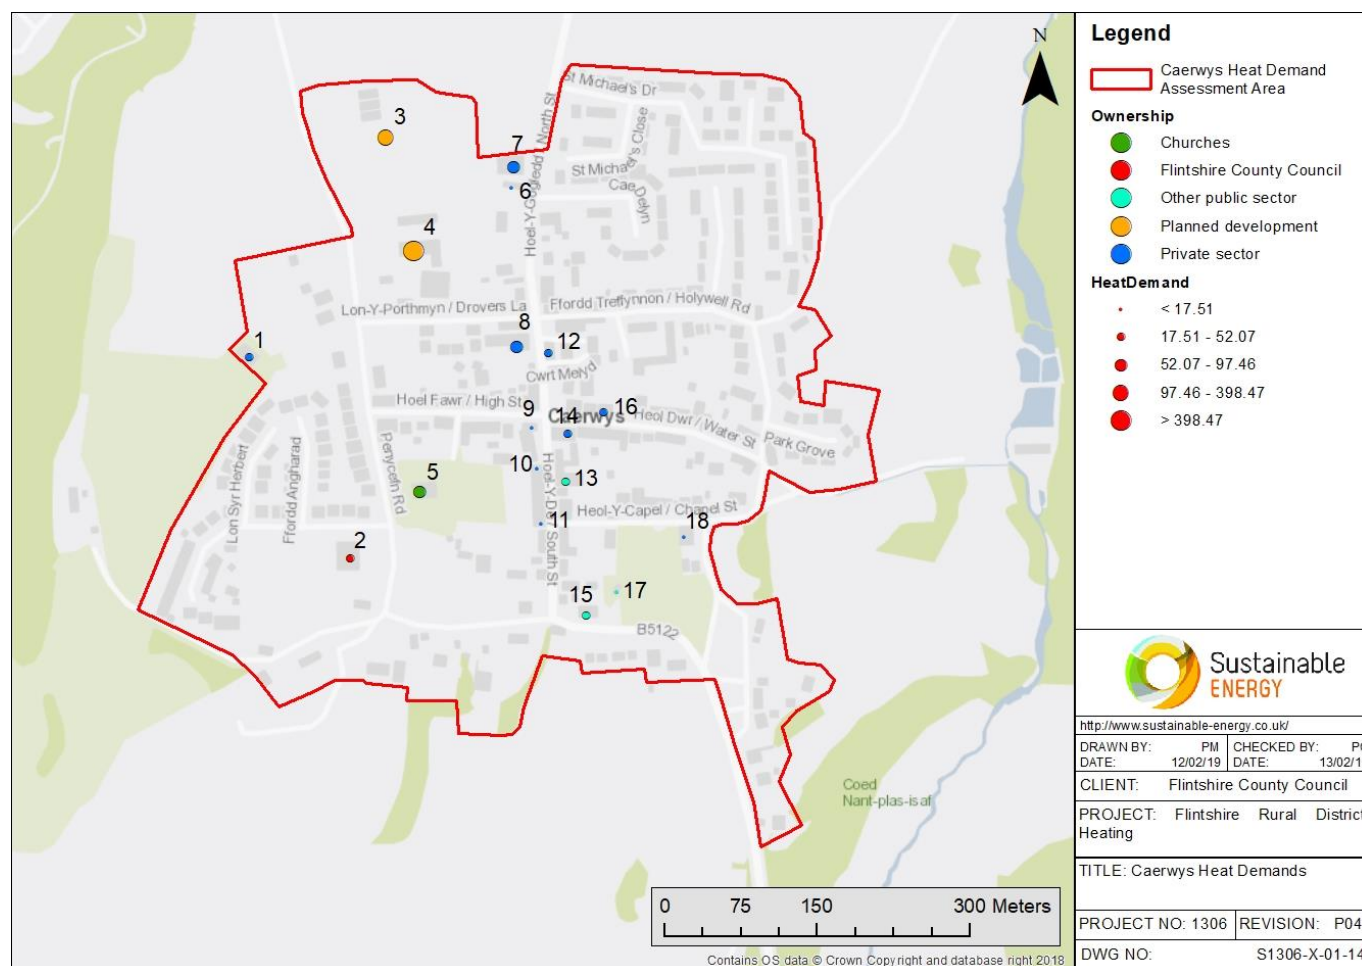 N
St Michael's Dr
3
7
Hoel-Y-Gogledd / North St
St Michael's Close
St Michael's
6
Cae Delyn
4
Lon-Y-Porthmyn / Drovers La
Ffordd Treffynnon / Holywell Rd
8
1
12
Cwrt Melyd
Hoel Fawr / High St
9
16
Caerwys
14
Heol Dwr / Water St
Park Grove
Lon Syr Herbert
Ffordd Angharad
Penycefn Rd
5
10
13
Hoel-Y-De / South St
11
Heol-Y-Capel / Chapel St
18
2
15
17
B5122
Coed
Nant-plas-isaf
0 75 150 300 Meters
Contains OS data © Crown Copyright and database right 2018
Legend
Caerwys Heat Demand
Assessment Area
Ownership
Churches
Flintshire County Council
Other public sector
Planned development
Private sector
HeatDemand
< 17.51
17.51 - 52.07
52.07 - 97.46
97.46 - 398.47
> 398.47
Sustainable
ENERGY
http://www.sustainable-energy.co.uk/
DRAWN BY: PM CHECKED BY:
DATE: 12/02/19 DATE: 13/02/1
CLIENT: Flintshire County Council
PROJECT: Flintshire Rural District
Heating
TITLE: Caerwys Heat Demands
PROJECT NO: 1306 REVISION: P04
DWG NO: S1306-X-01-14